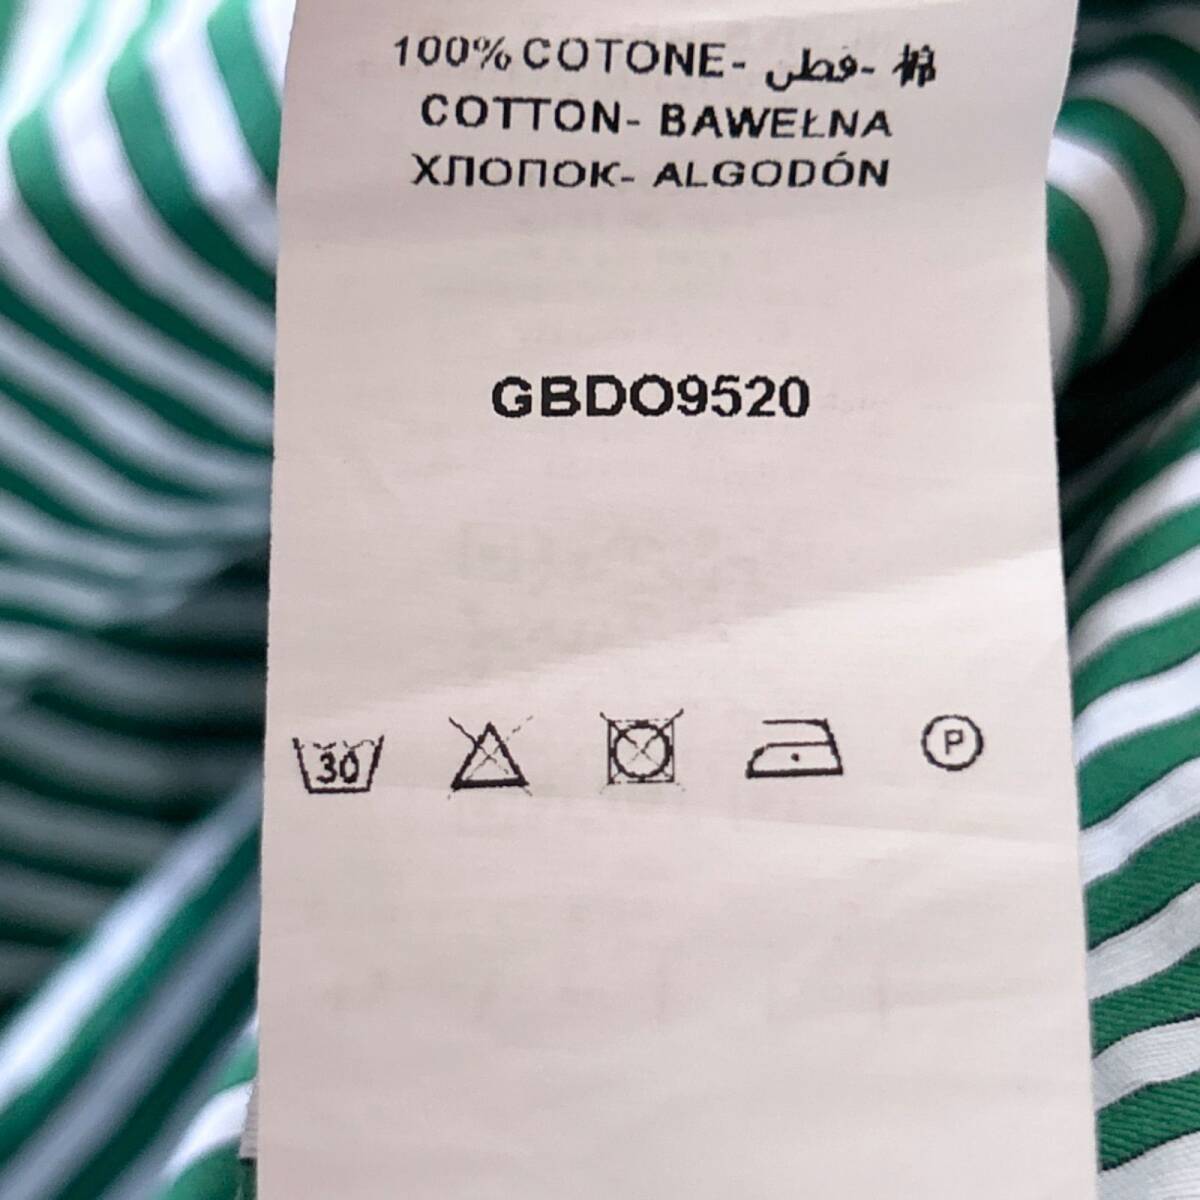 100% COTONE- قطن- 棉
COTTON- BAWEŁNA
ХЛОПОК- ALGODÓN
GBDO9520
30 P